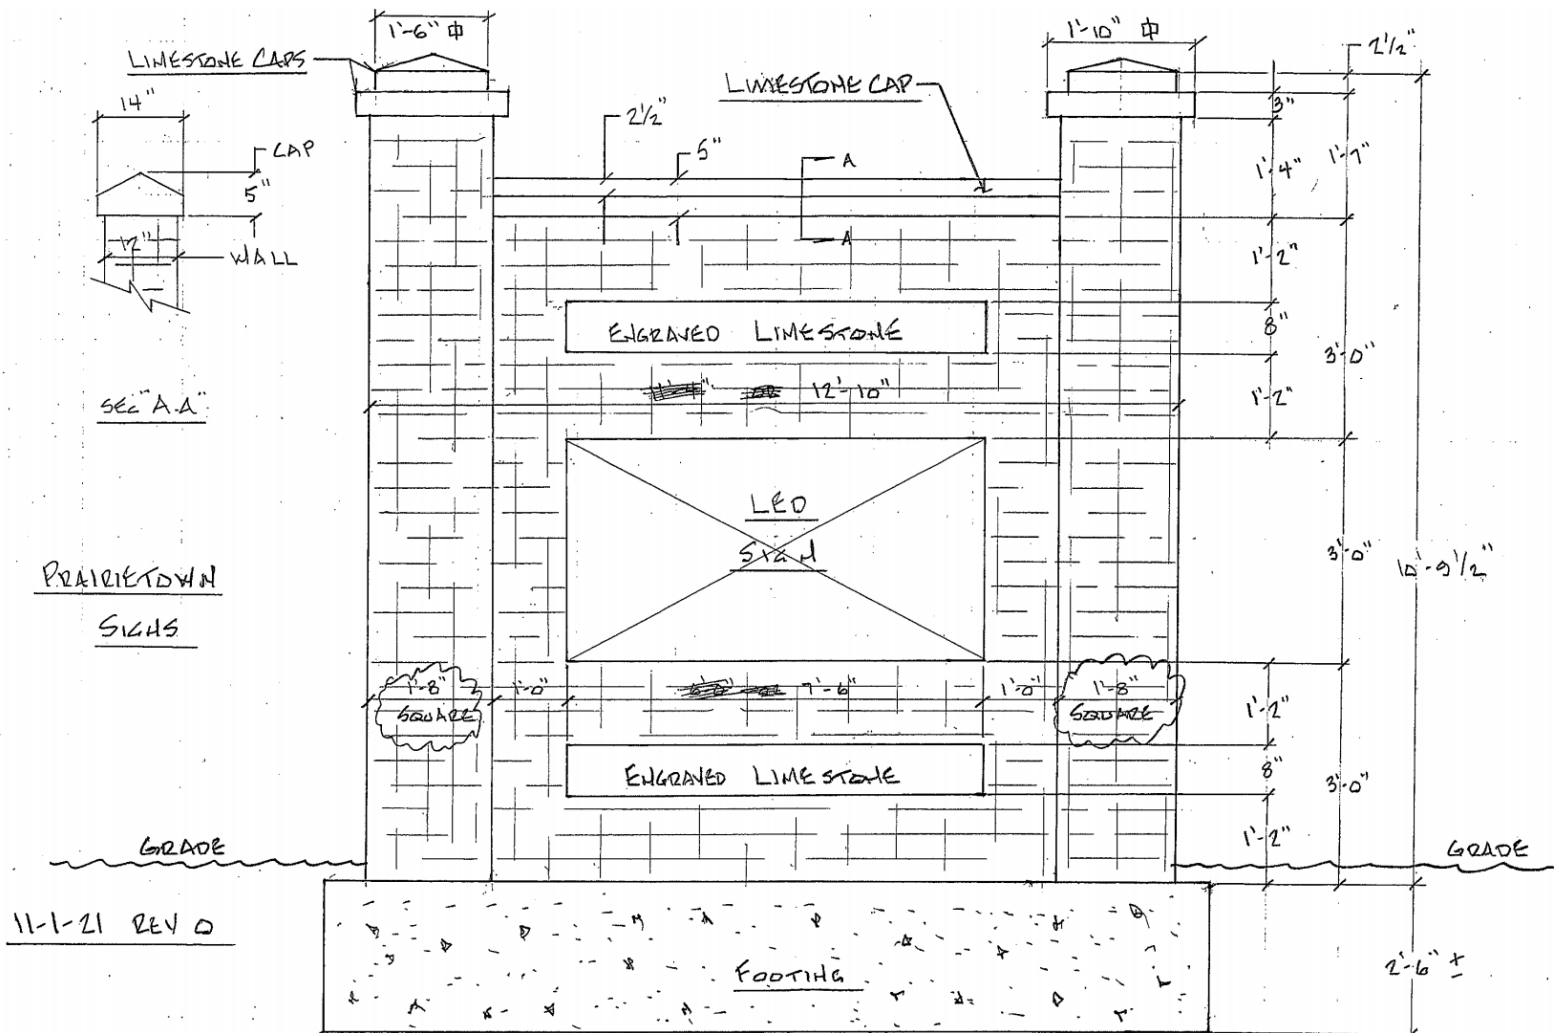 1'-6" ⌽
1'-10" ⌽
2 1/2"
LIMESTONE CAPS
LIMESTONE CAP
14"
3"
2 1/2"
5"
A
CAP
1'-4"
1'-7"
5"
12"
WALL
A
1'-2"
ENGRAVED LIMESTONE
8"
3'-0"
12'-10"
1'-2"
SEC "A-A"
LED
SIGN
3'-0"
10'-9 1/2"
PRAIRIETOWN
SIGNS
1'-8"
SQUARE
1'-0"
7'-6"
1'-0"
1'-8"
SQUARE
1'-2"
ENGRAVED LIMESTONE
8"
3'-0"
1'-2"
GRADE
GRADE
11-1-21 REV 0
FOOTING
2'-6" ±